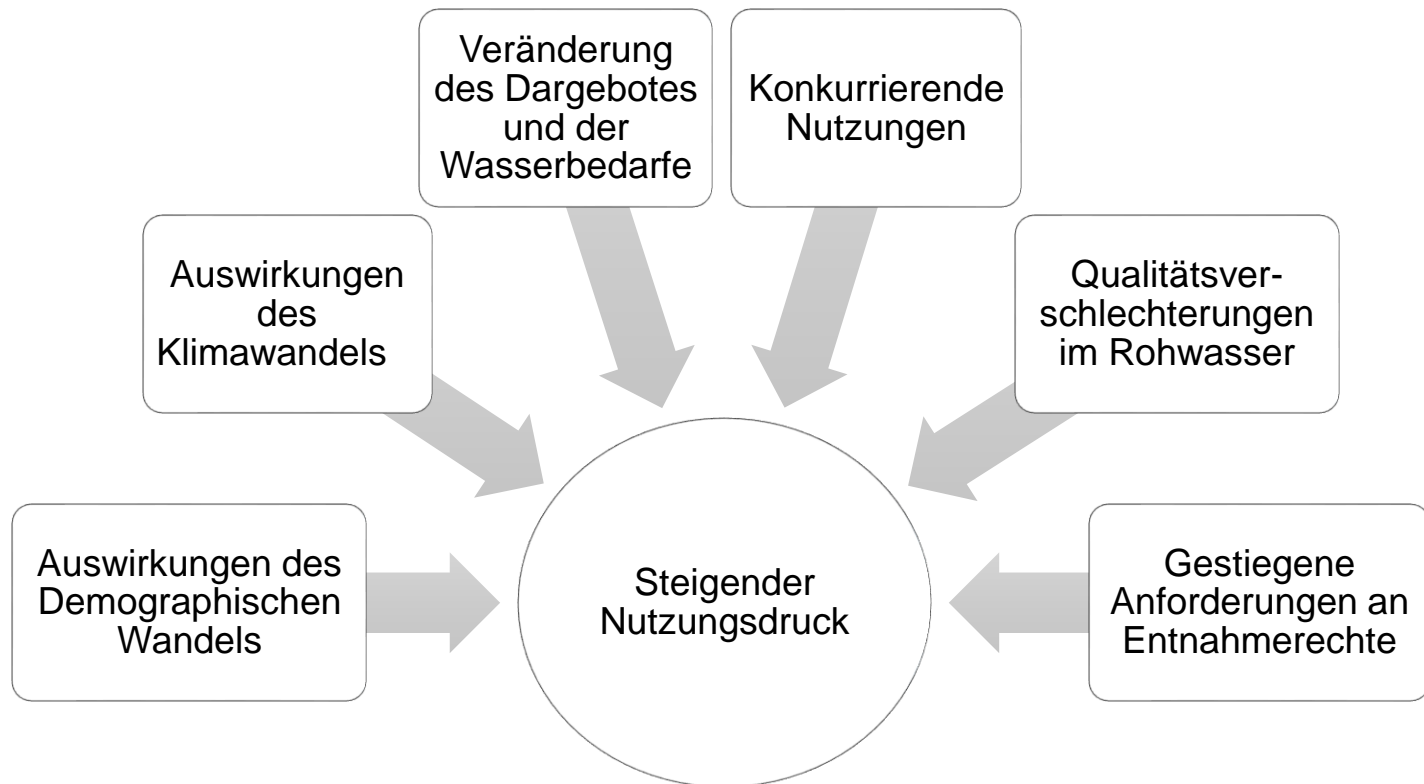 Veränderung
des Dargebotes
und der
Wasserbedarfe
Konkurrierende
Nutzungen
Auswirkungen
des
Klimawandels
Qualitätsver-
schlechterungen
im Rohwasser
Auswirkungen des
Demographischen
Wandels
Steigender
Nutzungsdruck
Gestiegene
Anforderungen an
Entnahmerechte